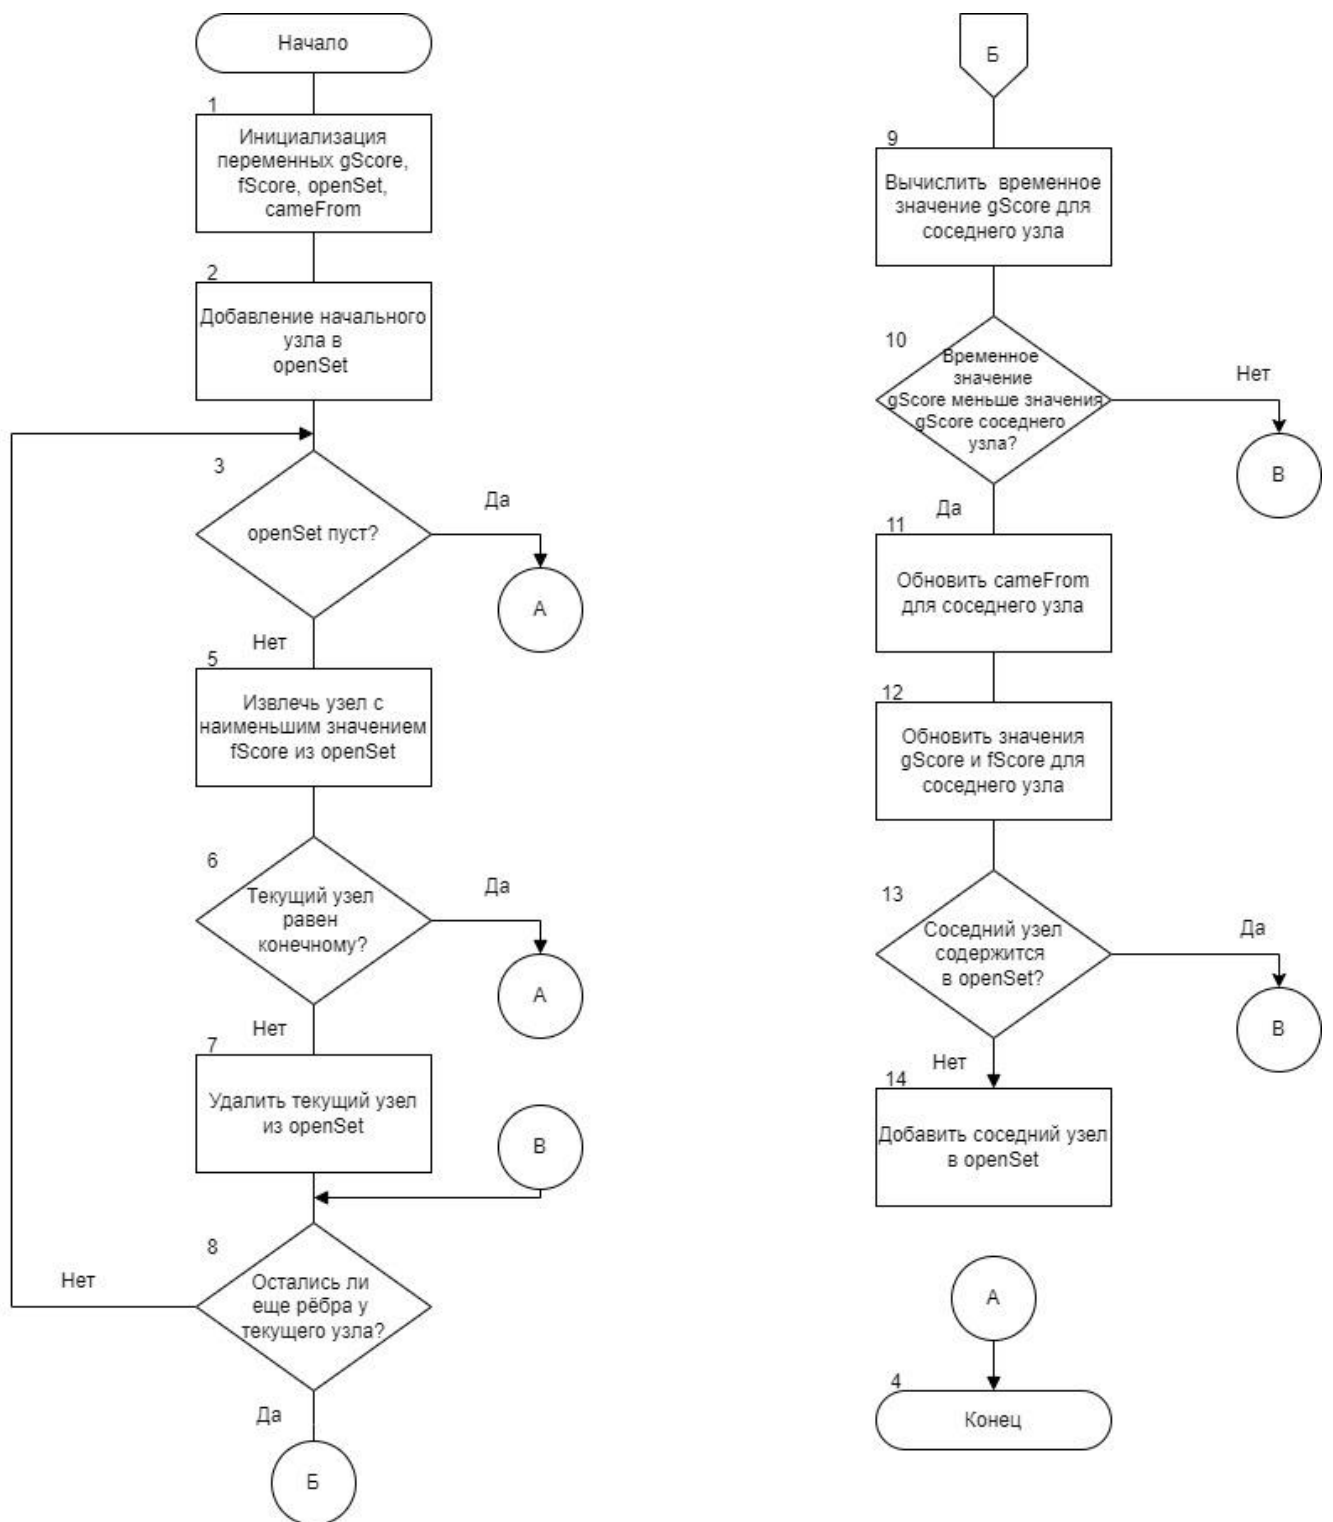 Начало
1
Инициализация
переменных gScore,
fScore, openSet,
cameFrom
2
Добавление начального
узла в
openSet
3
openSet пуст?
Да
А
Нет
5
Извлечь узел с
наименьшим значением
fScore из openSet
6
Текущий узел
равен
конечному?
Да
А
Нет
7
Удалить текущий узел
из openSet
В
8
Остались ли
еще рёбра у
текущего узла?
Нет
Да
Б
Б
9
Вычислить временное
значение gScore для
соседнего узла
10
Временное
значение
gScore меньше значения
gScore соседнего
узла?
Нет
В
Да
11
Обновить cameFrom
для соседнего узла
12
Обновить значения
gScore и fScore для
соседнего узла
13
Соседний узел
содержится
в openSet?
Да
В
Нет
14
Добавить соседний узел
в openSet
А
4
Конец